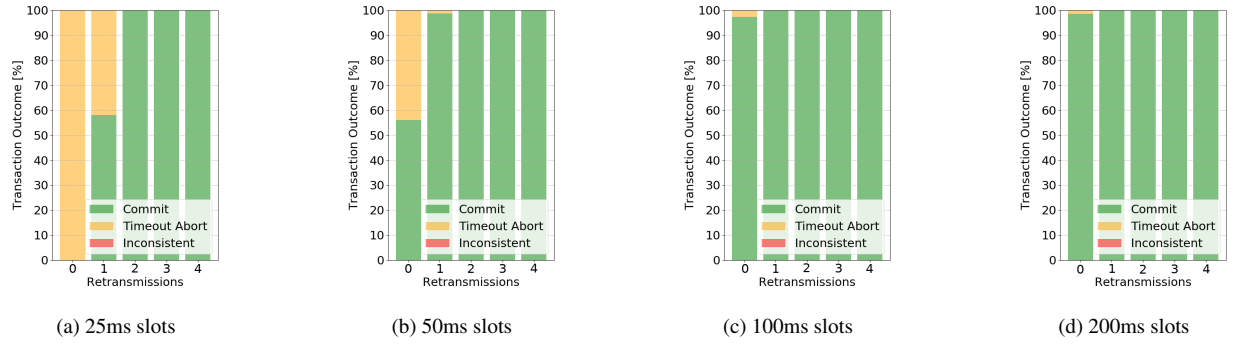 Transaction Outcome [%]
100
90
80
70
60
50
40
30
20
10
0
Commit
Timeout Abort
Inconsistent
0 1 2 3 4
Retransmissions
(a) 25ms slots
Transaction Outcome [%]
100
90
80
70
60
50
40
30
20
10
0
Commit
Timeout Abort
Inconsistent
0 1 2 3 4
Retransmissions
(b) 50ms slots
Transaction Outcome [%]
100
90
80
70
60
50
40
30
20
10
0
Commit
Timeout Abort
Inconsistent
0 1 2 3 4
Retransmissions
(c) 100ms slots
Transaction Outcome [%]
100
90
80
70
60
50
40
30
20
10
0
Commit
Timeout Abort
Inconsistent
0 1 2 3 4
Retransmissions
(d) 200ms slots